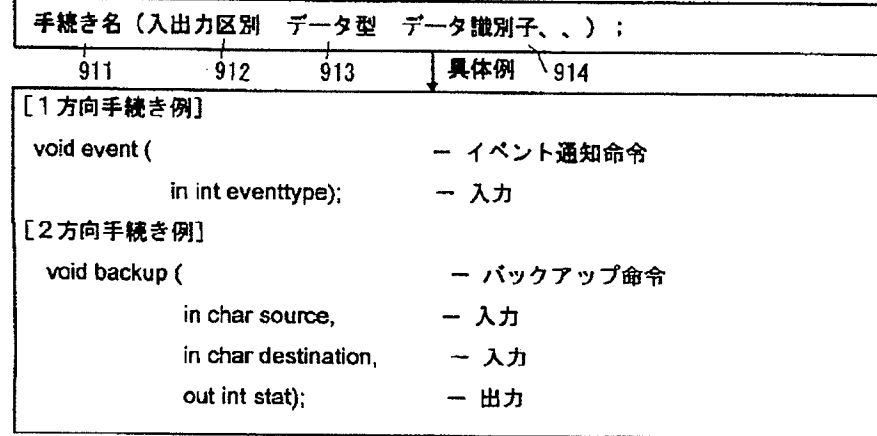 手続き名（入出力区別 データ型 データ識別子、、）；
911 912 913 具体例 914
［1方向手続き例］
void event ( ー イベント通知命令
in int eventtype); ー 入力
［2方向手続き例］
void backup ( ー バックアップ命令
in char source, ー 入力
in char destination, ー 入力
out int stat); ー 出力